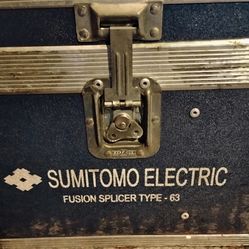 SUMITOMO ELECTRIC
FUSION SPLICER TYPE - 63